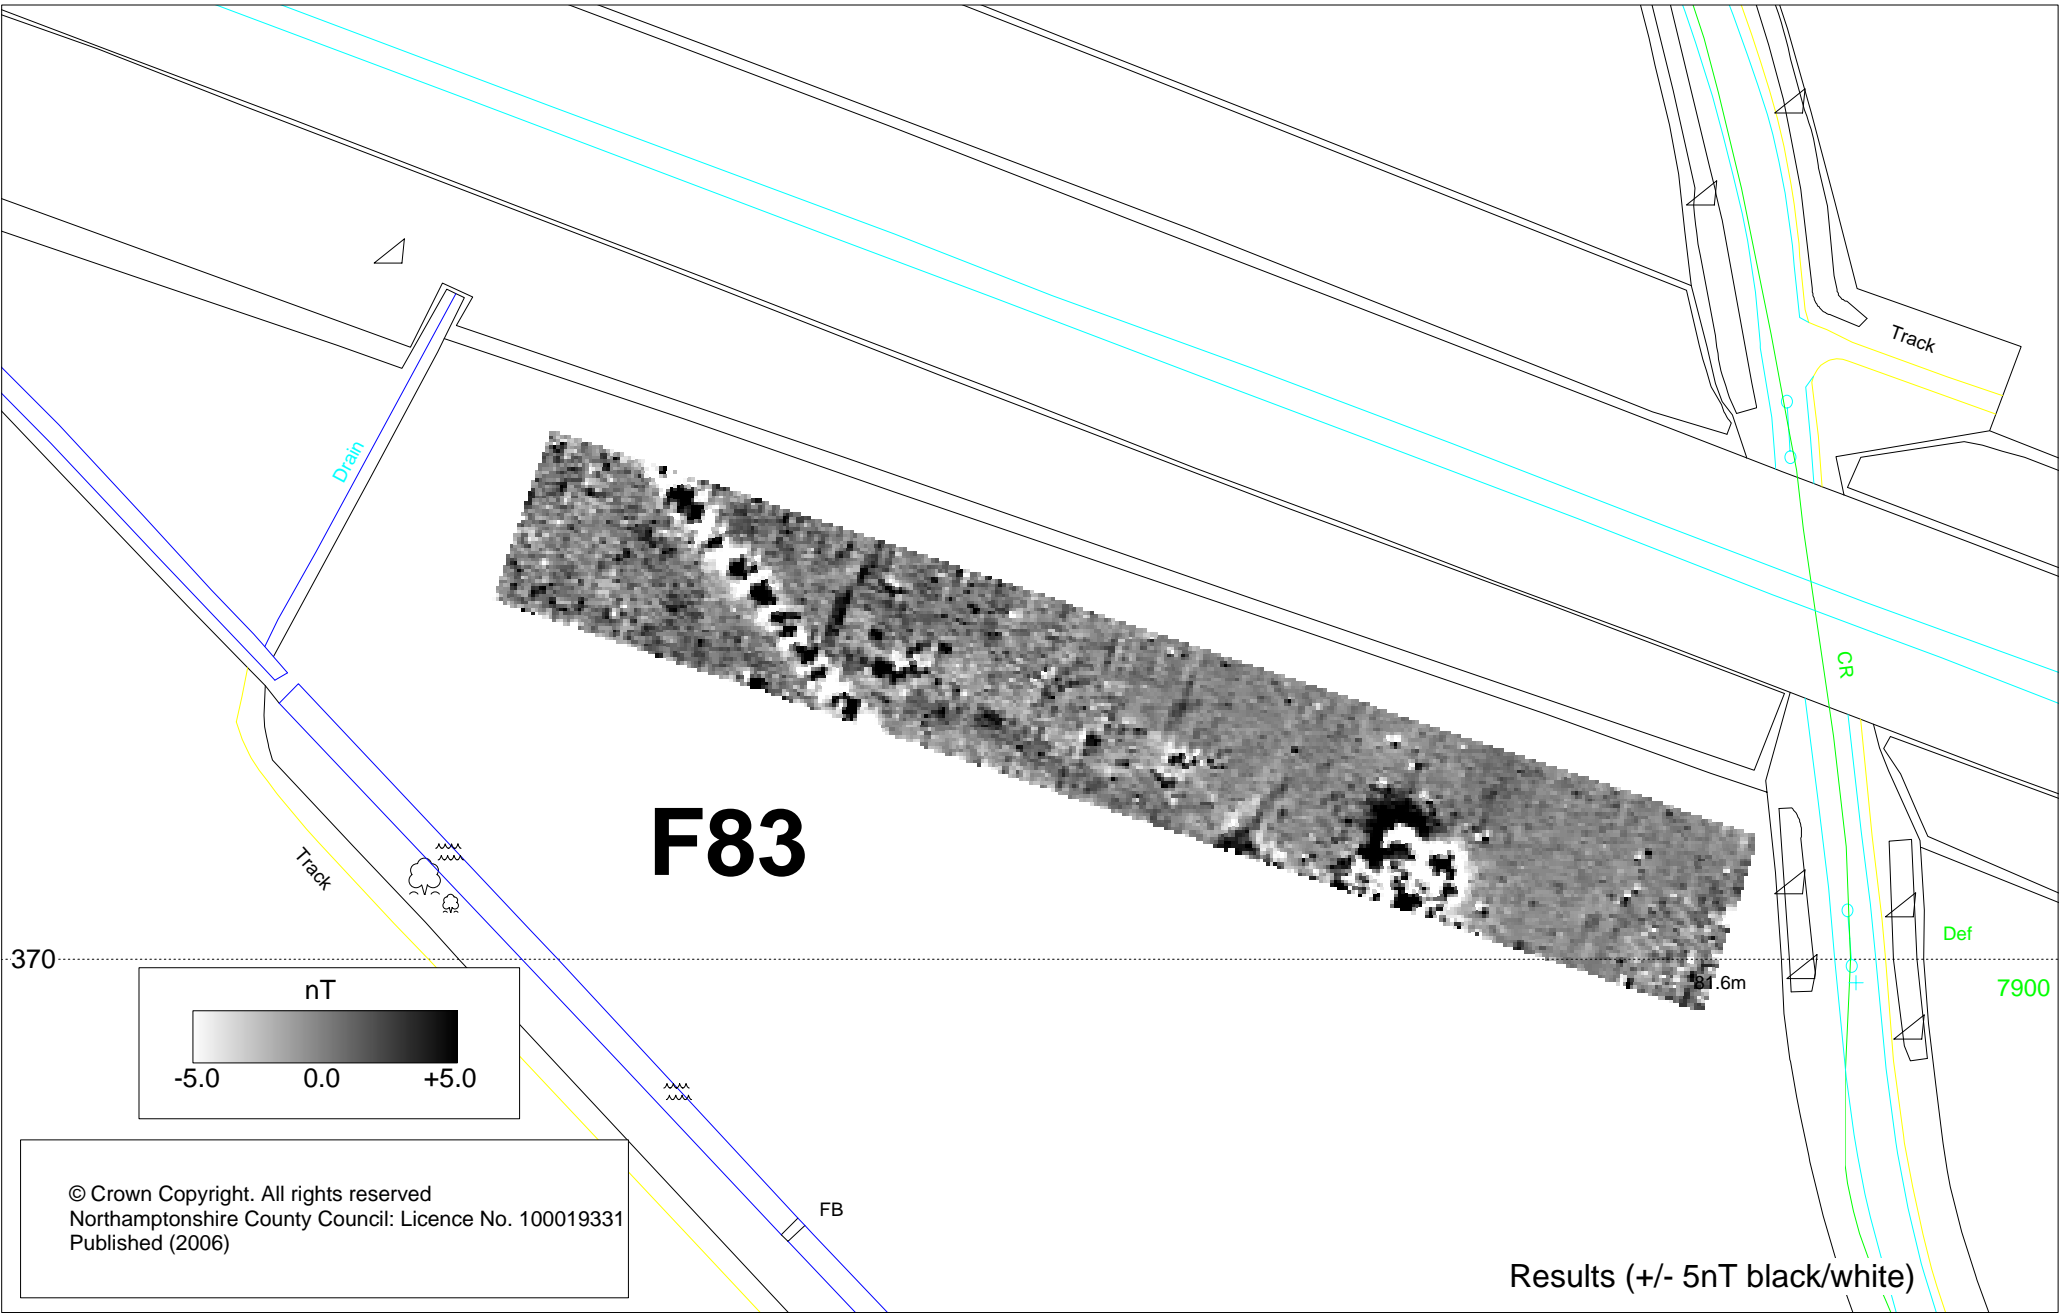 Track
Drain
CR
F83
Track
Def
370
81.6m
7900
nT
-5.0 0.0 +5.0
© Crown Copyright. All rights reserved
Northamptonshire County Council: Licence No. 100019331
Published (2006)
FB
Results (+/- 5nT black/white)